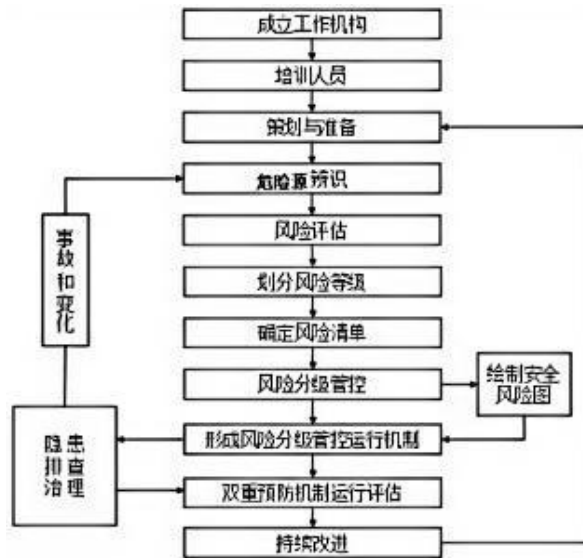 成立工作机构
培训人员
策划与准备
危险源辨识
风险评估
划分风险等级
确定风险清单
风险分级管控
绘制安全
风险图
形成风险分级管控运行机制
双重预防机制运行评估
持续改进
事故和变化
隐患
排查
治理